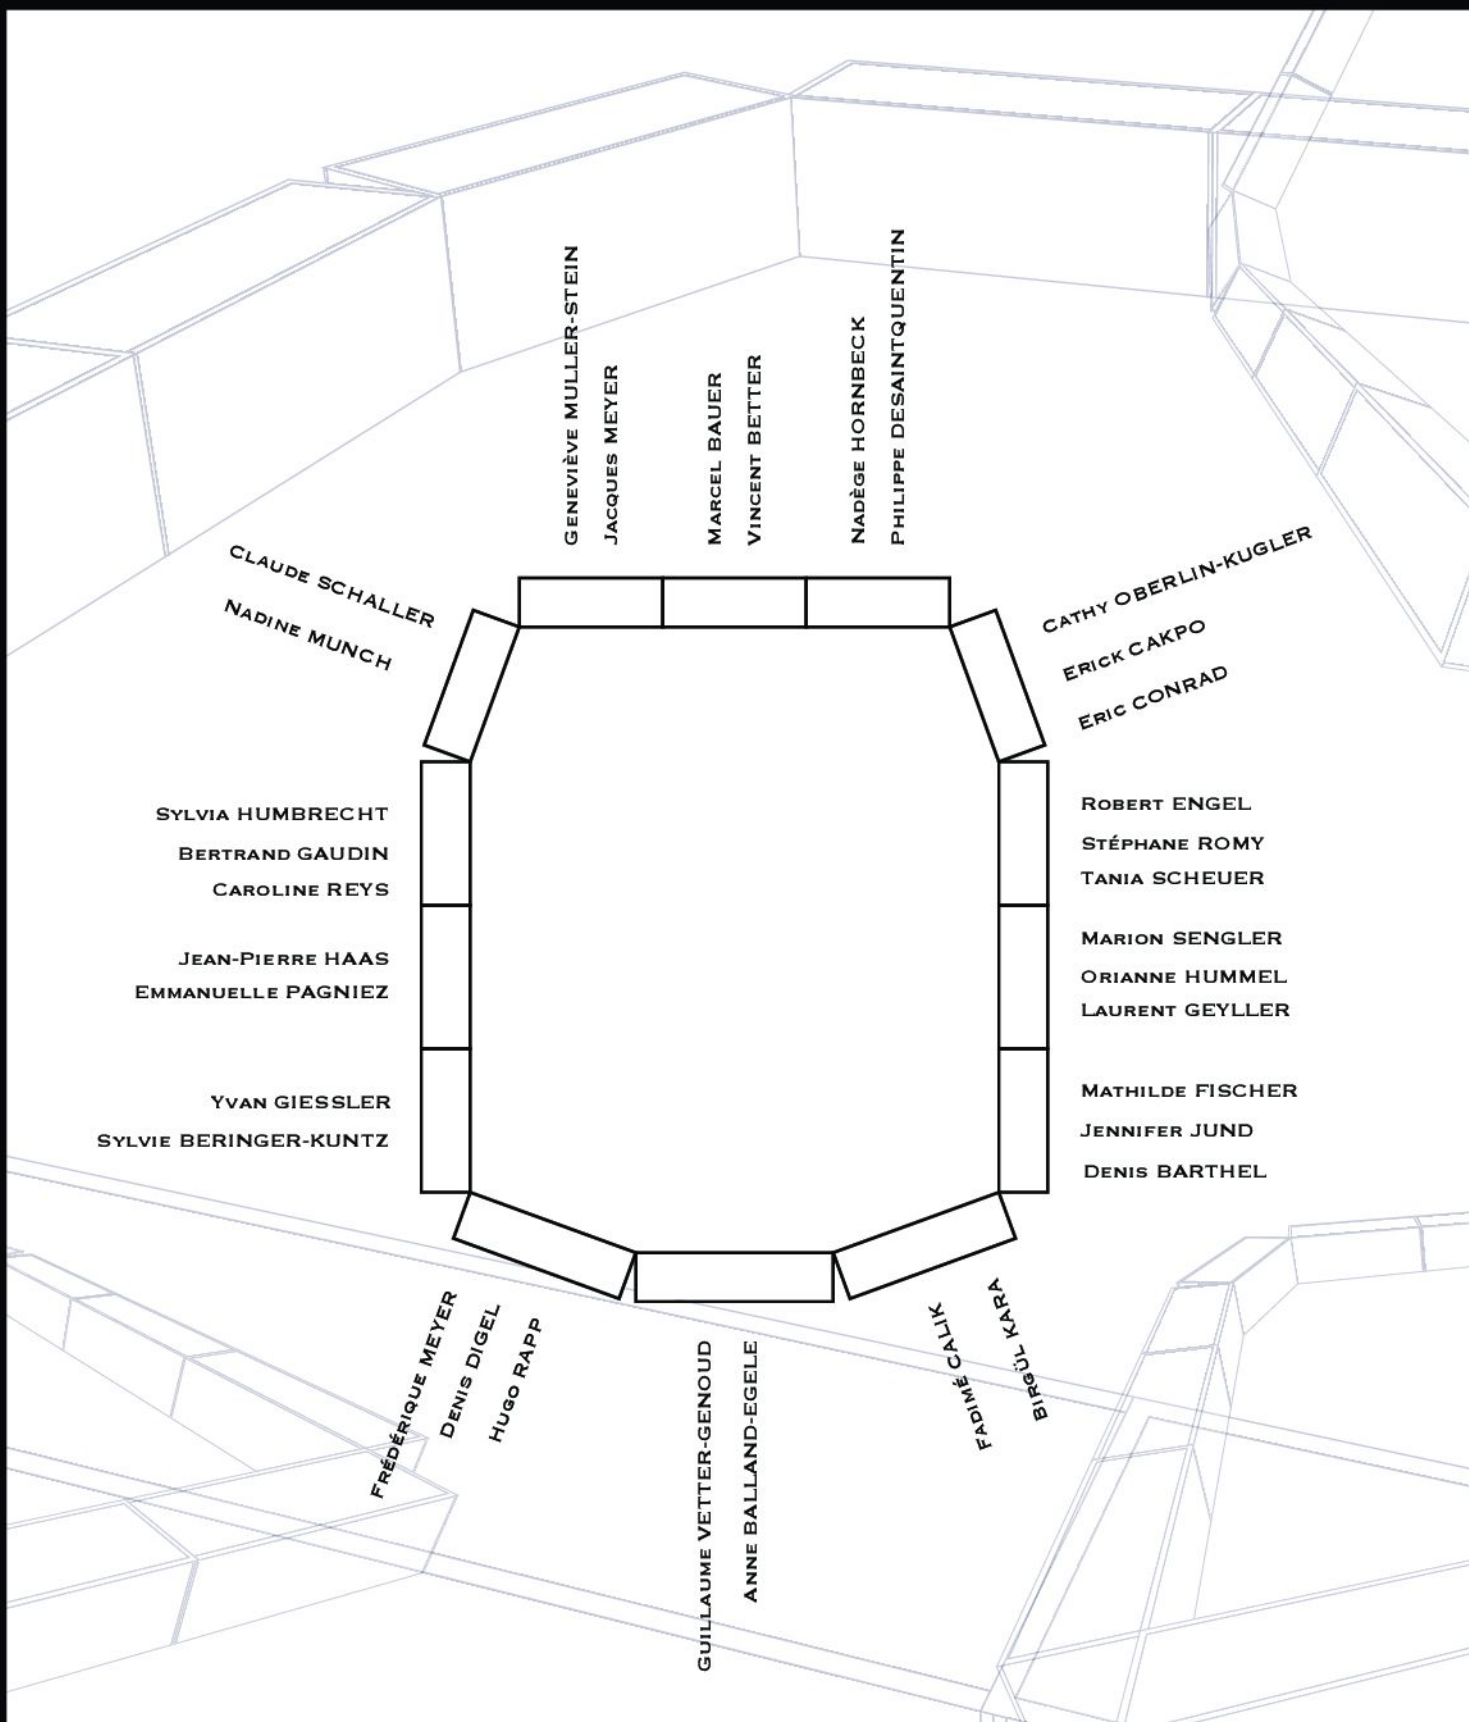 Geneviève MULLER-STEIN
Jacques MEYER
Marcel BAUER
Vincent BETTER
Nadège HORNBECK
Philippe DESAINTQUENTIN
Claude SCHALLER
Nadine MUNCH
Cathy OBERLIN-KUGLER
Erick CAKPO
Eric CONRAD
Sylvia HUMBRECHT
Bertrand GAUDIN
Caroline REYS
Robert ENGEL
Stéphane ROMY
Tania SCHEUER
Jean-Pierre HAAS
Emmanuelle PAGNIEZ
Marion SENGLER
Orianne HUMMEL
Laurent GEYLLER
Yvan GIESSLER
Sylvie BERINGER-KUNTZ
Mathilde FISCHER
Jennifer JUND
Denis BARTHEL
Frédérique MEYER
Denis DIGEL
Hugo RAPP
Guillaume VETTER-GENOUD
Anne BALLAND-EGELE
Fadimé CALIK
Birgül KARA